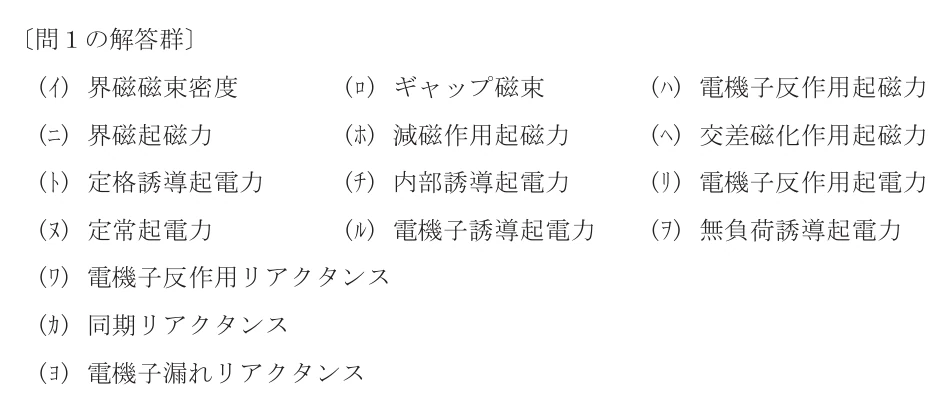 〔問1の解答群〕
(イ) 界磁磁束密度 (ロ) ギャップ磁束 (ハ) 電機子反作用起磁力
(ニ) 界磁起磁力 (ホ) 減磁作用起磁力 (ヘ) 交差磁化作用起磁力
(ト) 定格誘導起電力 (チ) 内部誘導起電力 (リ) 電機子反作用起電力
(ヌ) 定常起電力 (ル) 電機子誘導起電力 (ヲ) 無負荷誘導起電力
(ワ) 電機子反作用リアクタンス
(カ) 同期リアクタンス
(ヨ) 電機子漏れリアクタンス